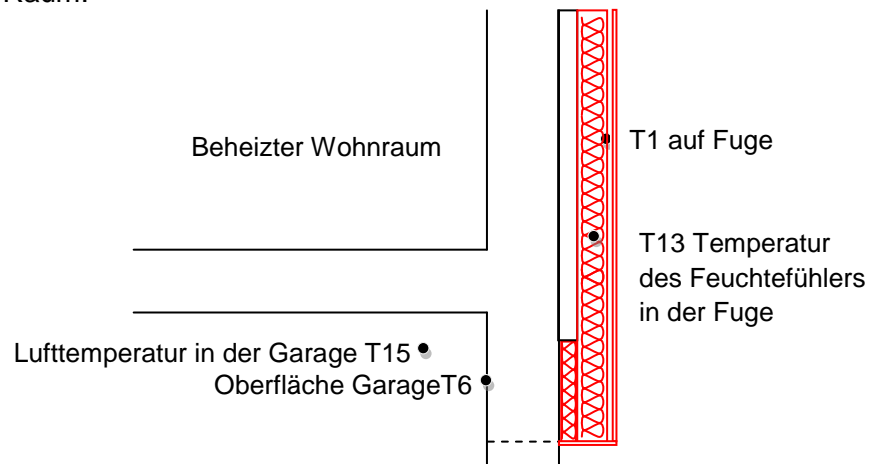 Raum.
Beheizter Wohnraum
T1 auf Fuge
T13 Temperatur
des Feuchtefühlers
in der Fuge
Lufttemperatur in der Garage T15
Oberfläche GarageT6